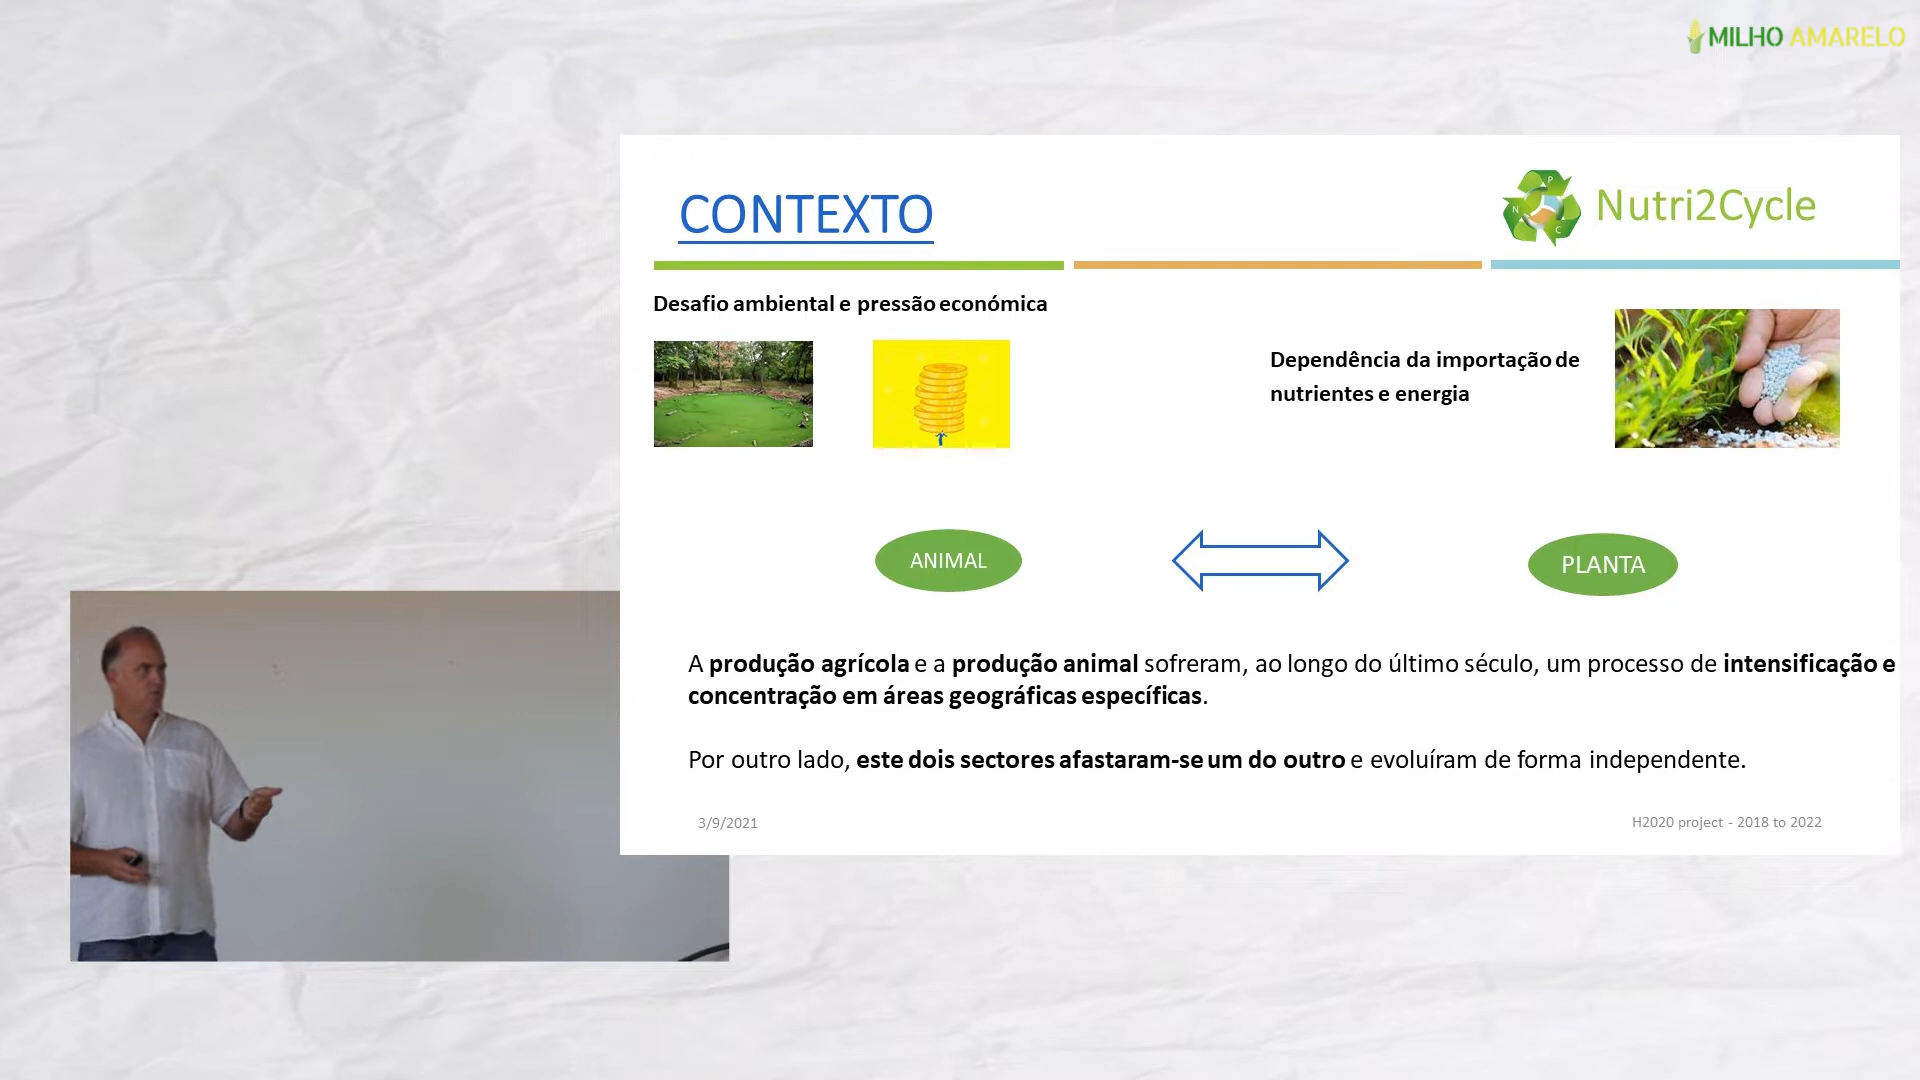 MILHO AMARELO
CONTEXTO
Nutri2Cycle
P
N
C
Desafio ambiental e pressão económica
Dependência da importação de
nutrientes e energia
ANIMAL
PLANTA
A produção agrícola e a produção animal sofreram, ao longo do último século, um processo de intensificação e
concentração em áreas geográficas específicas.
Por outro lado, este dois sectores afastaram-se um do outro e evoluíram de forma independente.
3/9/2021
H2020 project - 2018 to 2022